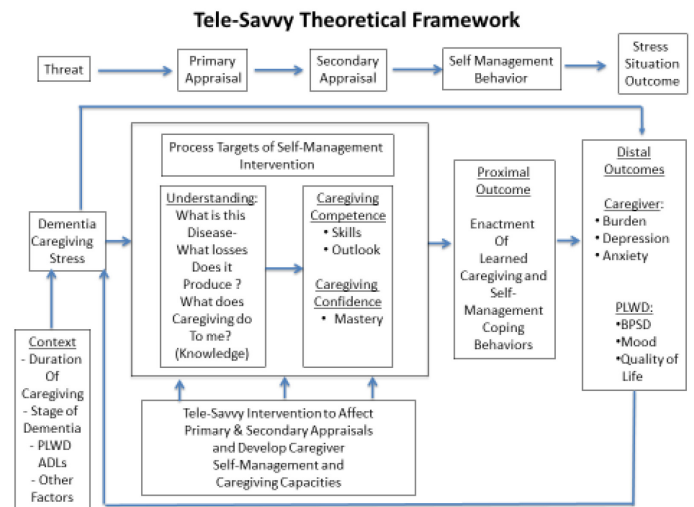 Tele-Savvy Theoretical Framework
Threat
Primary
Appraisal
Secondary
Appraisal
Self Management
Behavior
Stress
Situation
Outcome
Process Targets of Self-Management
Intervention
Dementia
Caregiving
Stress
Understanding:
What is this
Disease-
What losses
Does it
Produce ?
What does
Caregiving do
To me?
(Knowledge)
Caregiving
Competence
• Skills
• Outlook
Caregiving
Confidence
• Mastery
Proximal
Outcome
Enactment
Of
Learned
Caregiving and
Self-
Management
Coping
Behaviors
Distal
Outcomes
Caregiver:
• Burden
• Depression
• Anxiety
PLWD:
•BPSD
•Mood
•Quality of
Life
Context
- Duration
Of
Caregiving
- Stage of
Dementia
- PLWD
ADLs
- Other
Factors
Tele-Savvy Intervention to Affect
Primary & Secondary Appraisals
and Develop Caregiver
Self-Management and
Caregiving Capacities